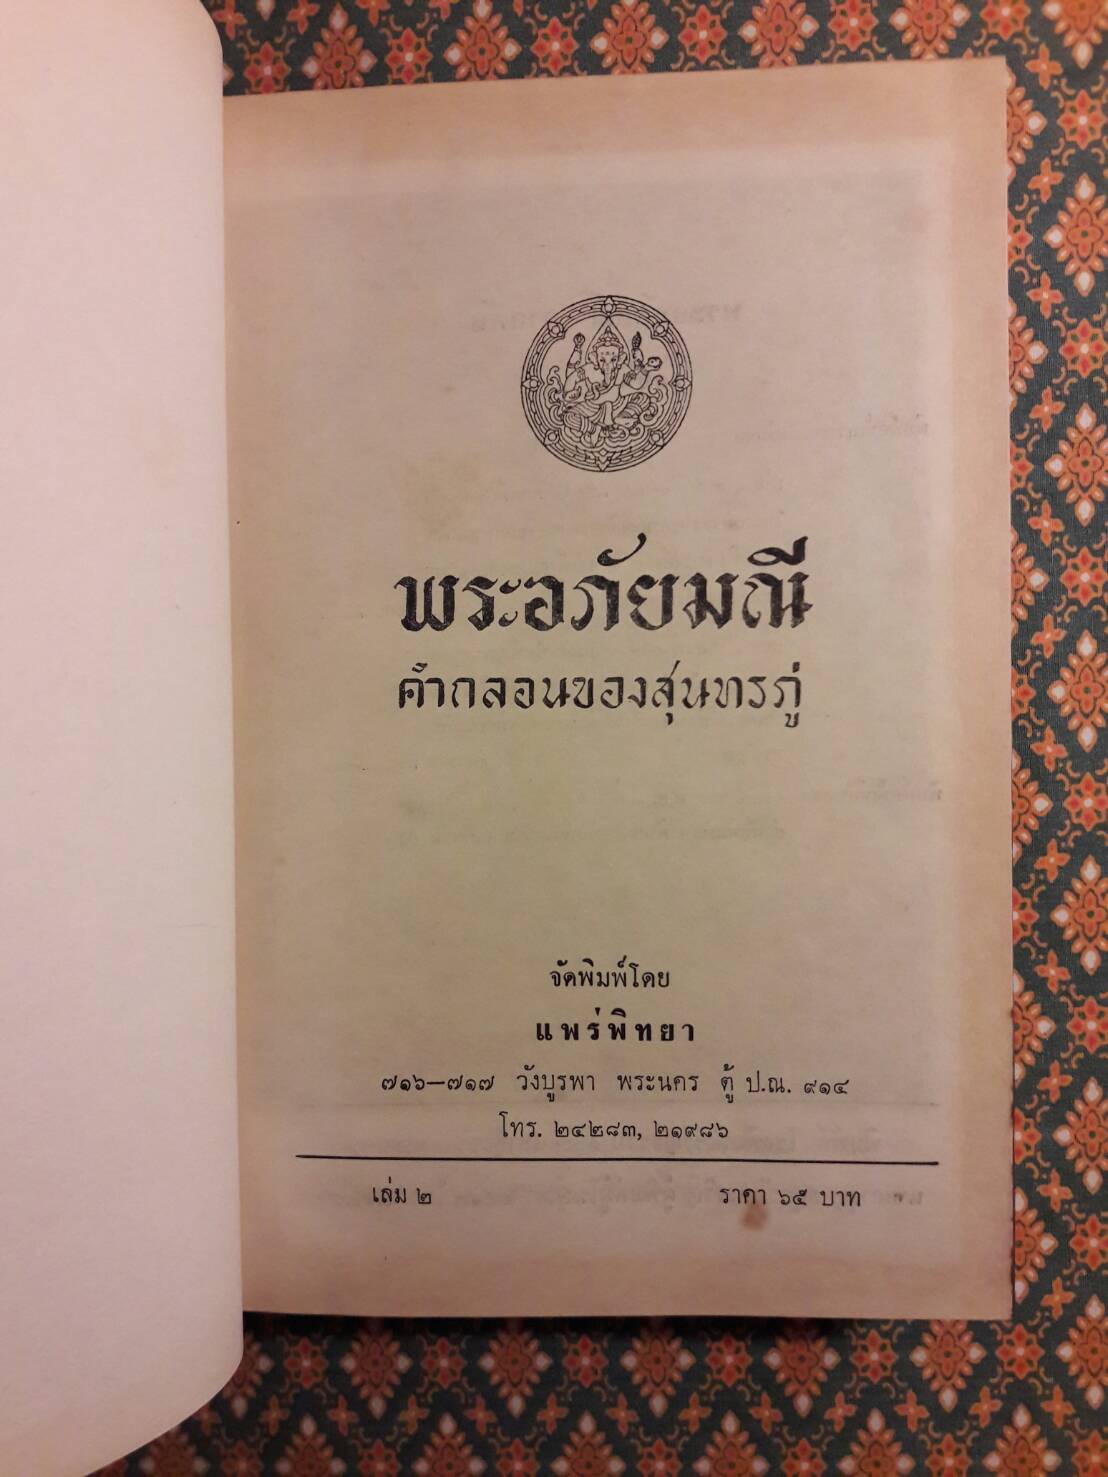 พระอภัยมณี
คำกลอนของสุนทรภู่
จัดพิมพ์โดย
แพร่พิทยา
๗๑๖—๗๑๗ วังบูรพา พระนคร ตู้ ป.ณ. ๙๑๔
โทร. ๒๔๒๘๓, ๒๑๙๘๖
เล่ม ๒ ราคา ๖๕ บาท